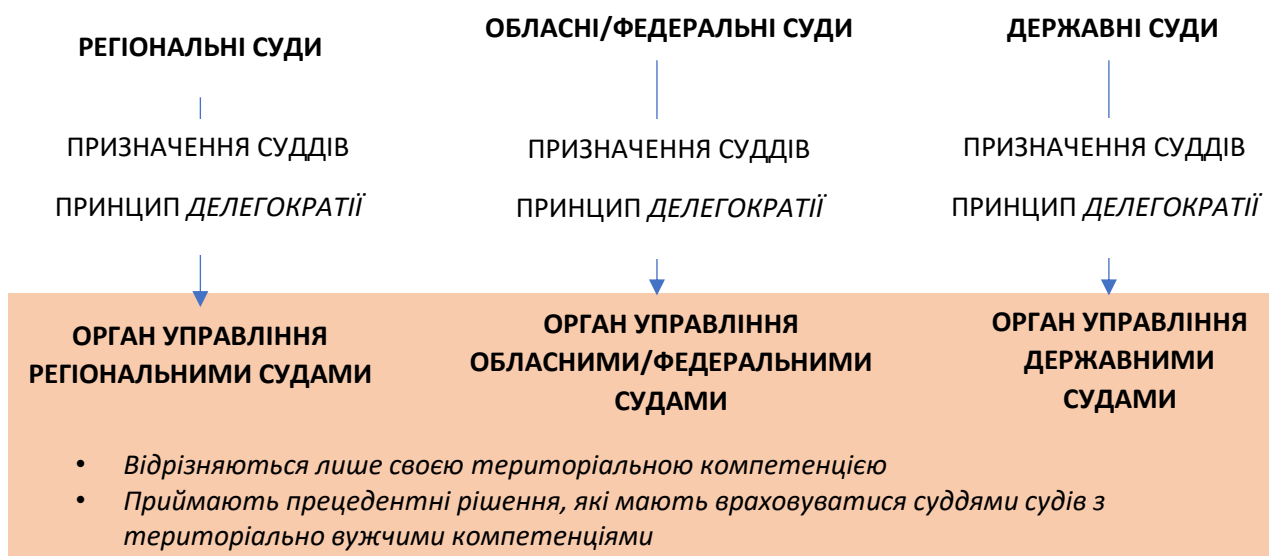 РЕГІОНАЛЬНІ СУДИ
ОБЛАСНІ/ФЕДЕРАЛЬНІ СУДИ
ДЕРЖАВНІ СУДИ
ПРИЗНАЧЕННЯ СУДДІВ
ПРИНЦИП ДЕЛЕГОКРАТІЇ
ПРИЗНАЧЕННЯ СУДДІВ
ПРИНЦИП ДЕЛЕГОКРАТІЇ
ПРИЗНАЧЕННЯ СУДДІВ
ПРИНЦИП ДЕЛЕГОКРАТІЇ
ОРГАН УПРАВЛІННЯ
РЕГІОНАЛЬНИМИ СУДАМИ
ОРГАН УПРАВЛІННЯ
ОБЛАСНИМИ/ФЕДЕРАЛЬНИМИ
СУДАМИ
ОРГАН УПРАВЛІННЯ
ДЕРЖАВНИМИ
СУДАМИ
• Відрізняються лише своєю територіальною компетенцією
• Приймають прецедентні рішення, які мають враховуватися суддями судів з
територіально вужчими компетенціями